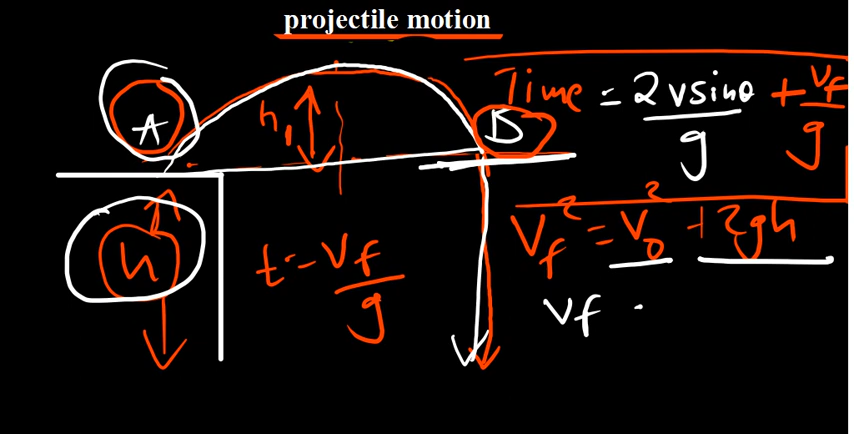 projectile motion
A
B
h₁
Time = 2vsinθ/g + vf/g
h
t = vf/g
Vf² = V₀² + 2gh
vf =